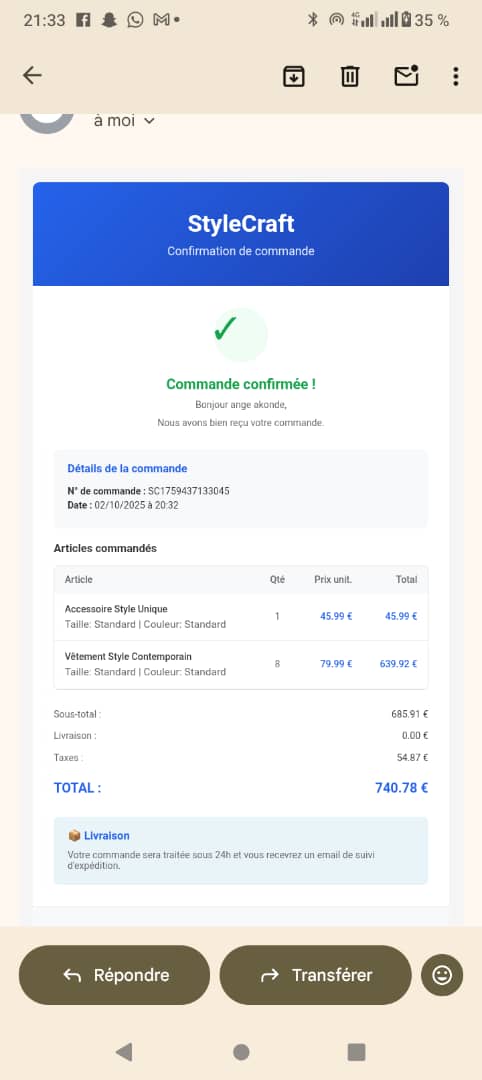 21:33
4G
35 %
à moi
StyleCraft
Confirmation de commande
Commande confirmée !
Bonjour ange akonde,
Nous avons bien reçu votre commande.
Détails de la commande
N° de commande : SC1759437133045
Date : 02/10/2025 à 20:32
Articles commandés
Article Qté Prix unit. Total
Accessoire Style Unique
Taille: Standard | Couleur: Standard
1 45.99 € 45.99 €
Vêtement Style Contemporain
Taille: Standard | Couleur: Standard
8 79.99 € 639.92 €
Sous-total : 685.91 €
Livraison : 0.00 €
Taxes : 54.87 €
TOTAL : 740.78 €
📦 Livraison
Votre commande sera traitée sous 24h et vous recevrez un email de suivi
d'expédition.
Répondre
Transférer